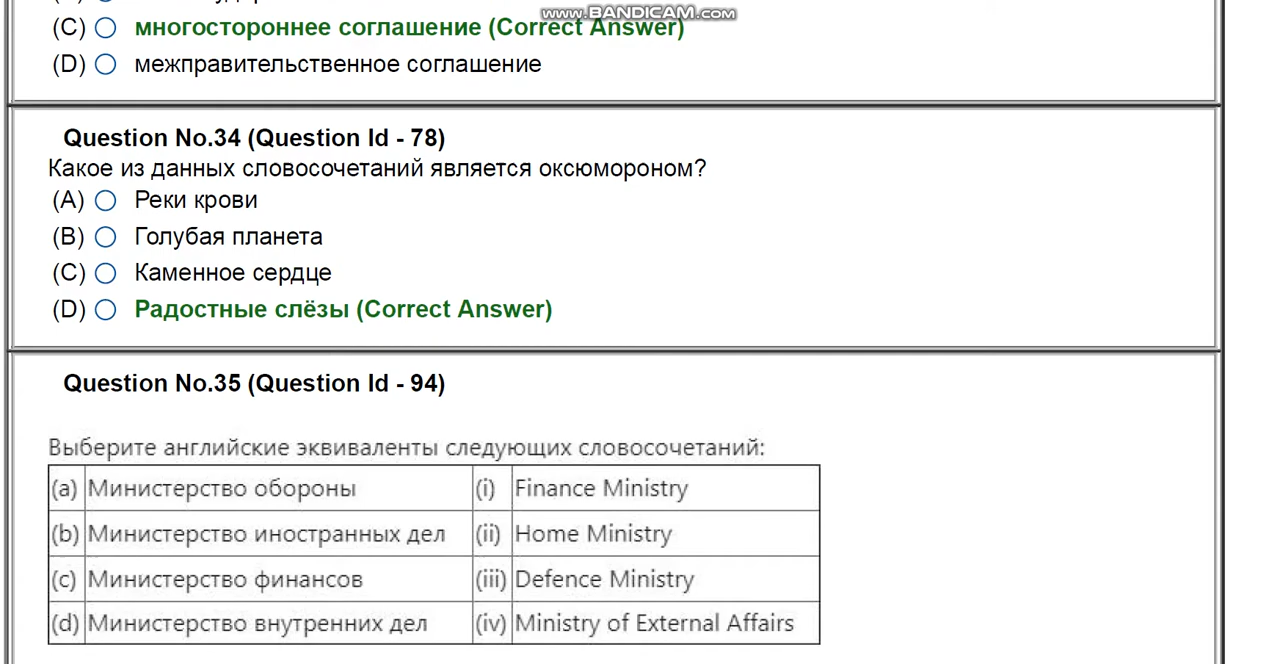 www.BANDICAM.com
(C) многостороннее соглашение (Correct Answer)
(D) межправительственное соглашение
Question No.34 (Question Id - 78)
Какое из данных словосочетаний является оксюмороном?
(A) Реки крови
(B) Голубая планета
(C) Каменное сердце
(D) Радостные слёзы (Correct Answer)
Question No.35 (Question Id - 94)
Выберите английские эквиваленты следующих словосочетаний:
(a) Министерство обороны (i) Finance Ministry
(b) Министерство иностранных дел (ii) Home Ministry
(c) Министерство финансов (iii) Defence Ministry
(d) Министерство внутренних дел (iv) Ministry of External Affairs